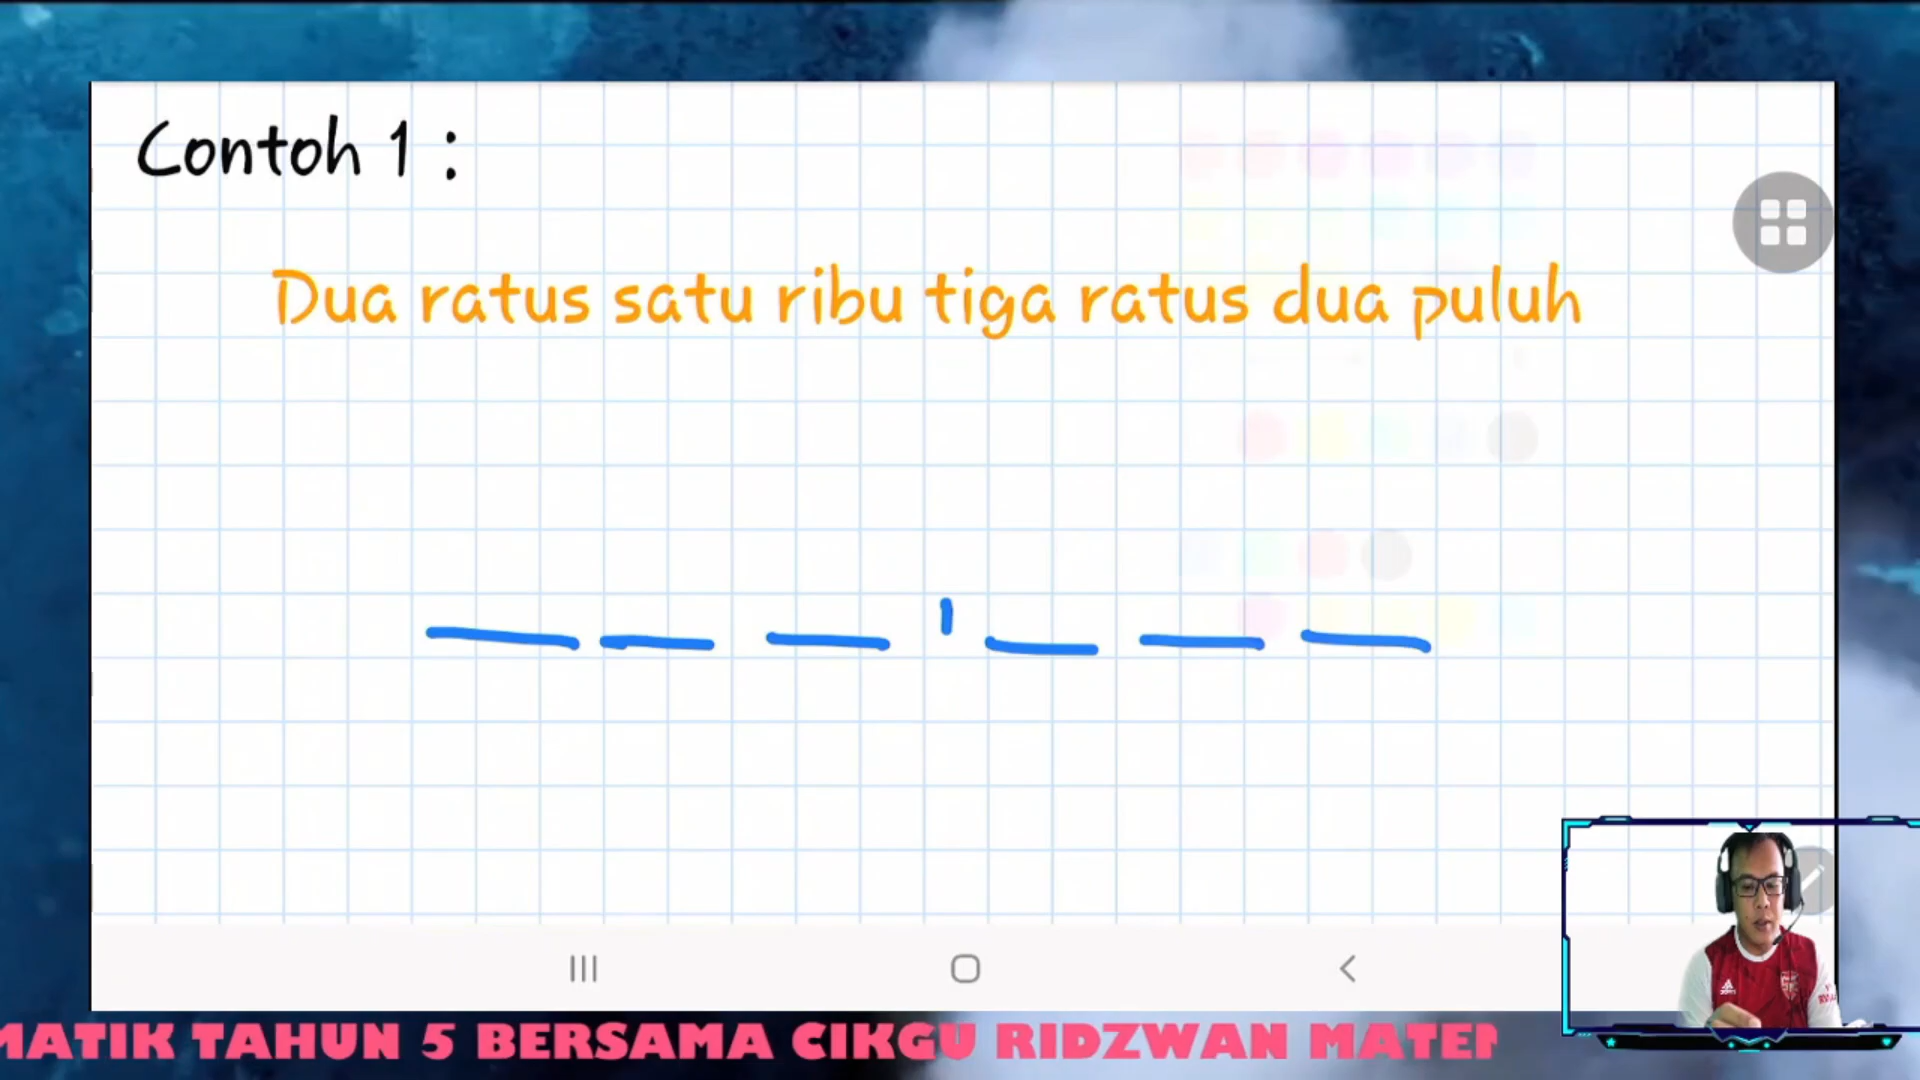 Contoh 1 :
Dua ratus satu ribu tiga ratus dua puluh
MATIK TAHUN 5 BERSAMA CIKGU RIDZWAN MATE